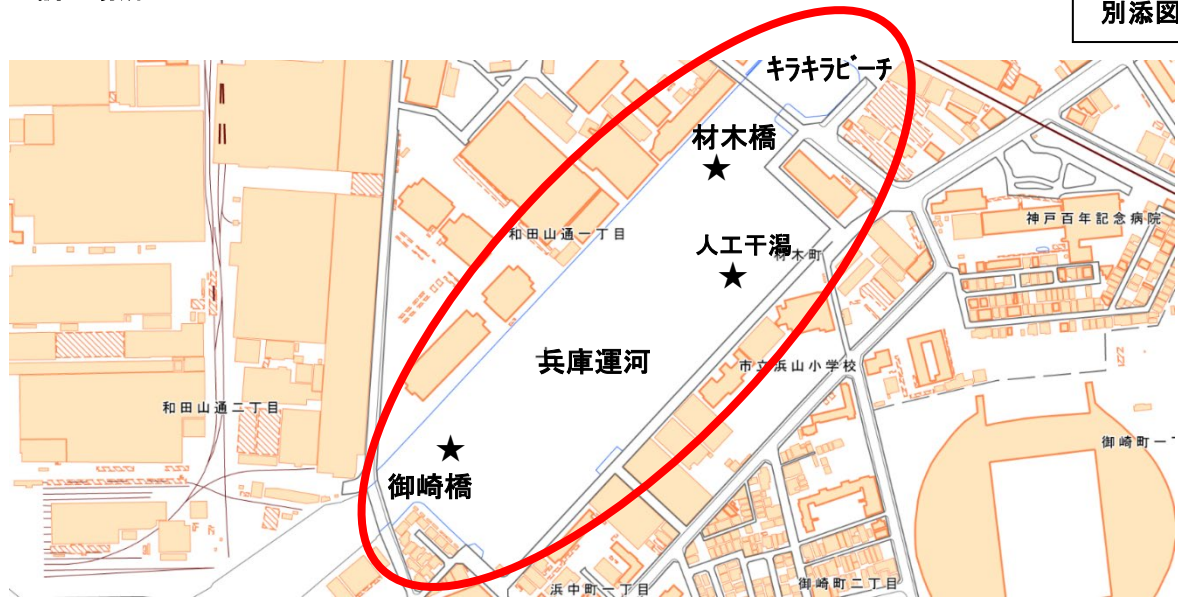 別添図
キラキラビーチ
材木橋
★
神戸百年記念病院
和田山通一丁目
人工干潟
材木町
★
兵庫運河
市立浜山小学校
和田山通二丁目
御崎町一丁
★
御崎橋
浜中町一丁目
御崎町二丁目